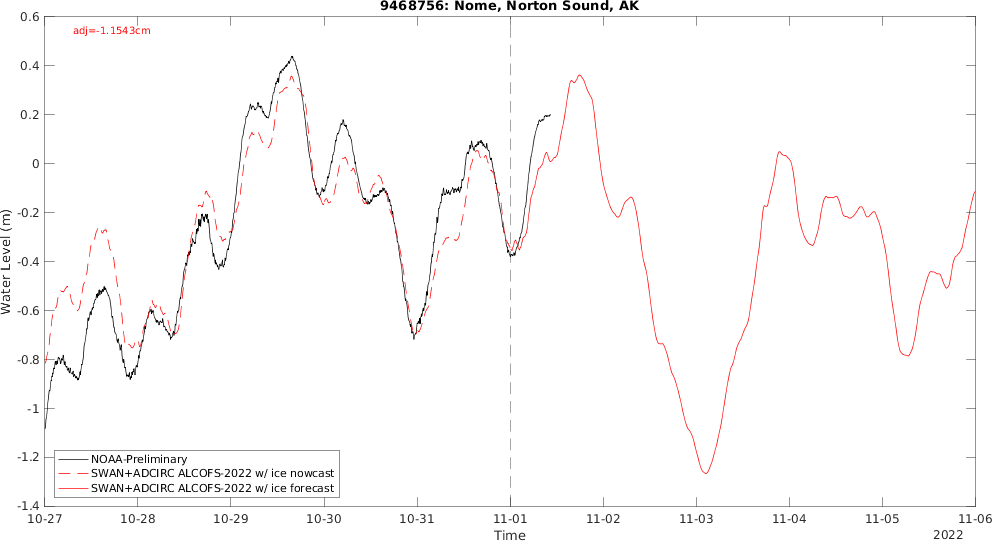 9468756: Nome, Norton Sound, AK
adj=-1.1543cm
0.6
0.4
0.2
0
-0.2
-0.4
-0.6
-0.8
-1
-1.2
-1.4
Water Level (m)
NOAA-Preliminary
SWAN+ADCIRC ALCOFS-2022 w/ ice nowcast
SWAN+ADCIRC ALCOFS-2022 w/ ice forecast
10-27 10-28 10-29 10-30 10-31 11-01 11-02 11-03 11-04 11-05 11-06
Time
2022